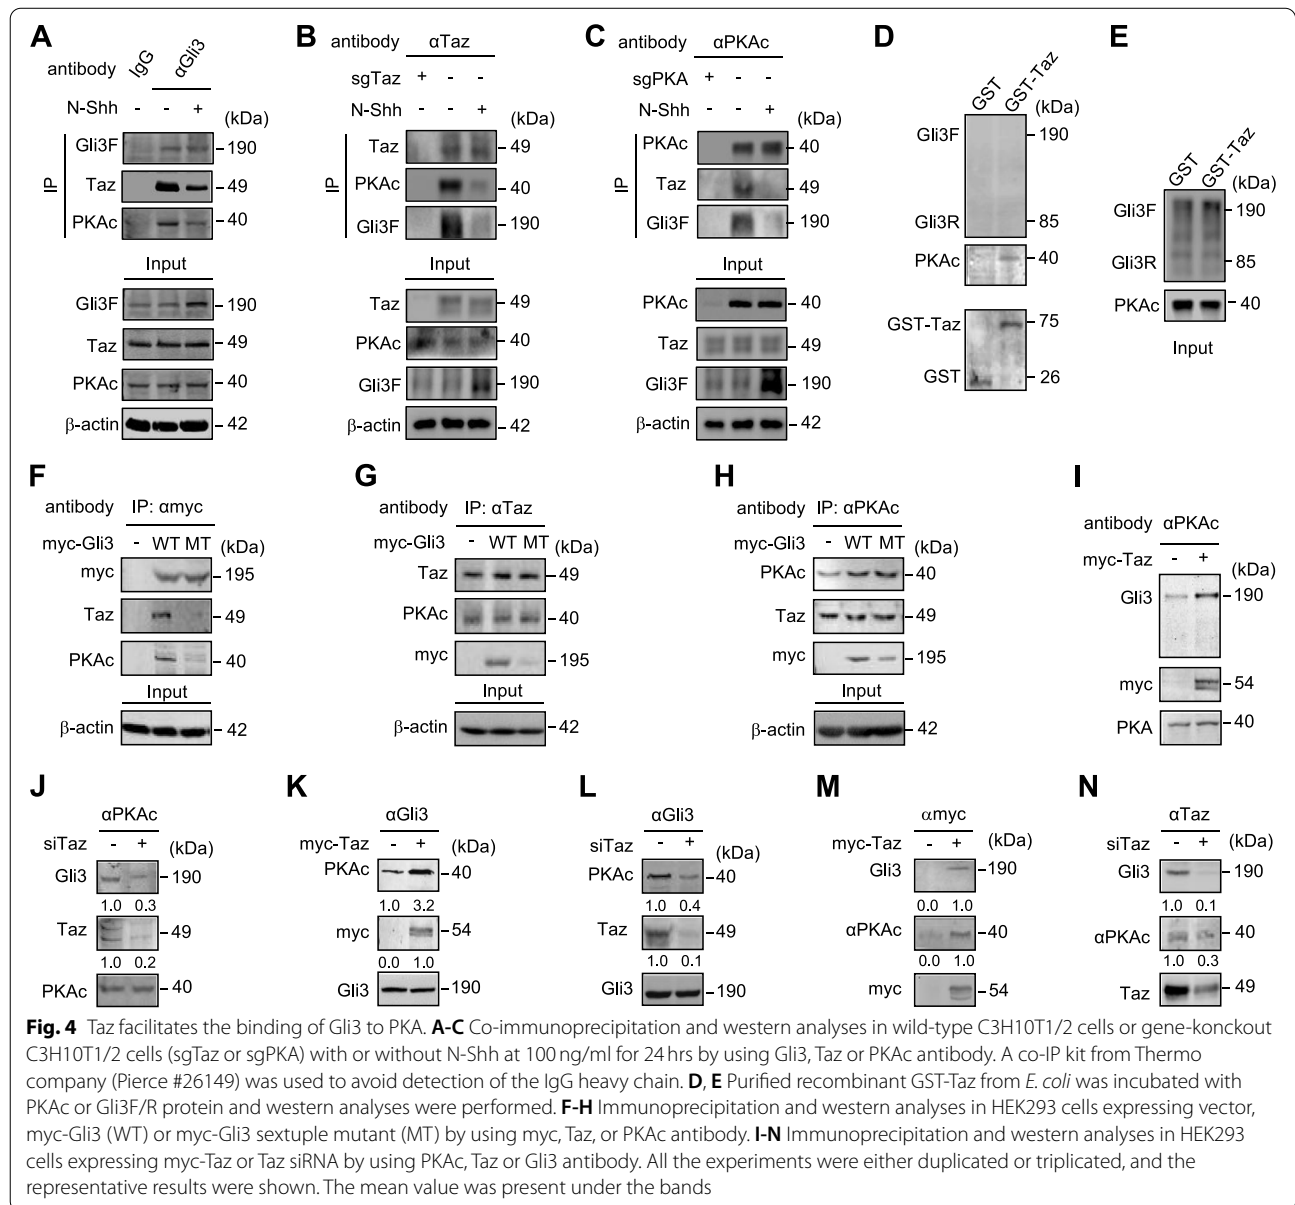 A
antibody IgG αGli3
N-Shh - - + (kDa)
IP
Gli3F 190
Taz 49
PKAc 40
Input
Gli3F 190
Taz 49
PKAc 40
β-actin 42
B
antibody αTaz
sgTaz + - -
N-Shh - - + (kDa)
IP
Taz 49
PKAc 40
Gli3F 190
Input
Taz 49
PKAc 40
Gli3F 190
β-actin 42
C
antibody αPKAc
sgPKA + - -
N-Shh - - + (kDa)
IP
PKAc 40
Taz 49
Gli3F 190
Input
PKAc 40
Taz 49
Gli3F 190
β-actin 42
D
GST GST-Taz
(kDa)
Gli3F 190
Gli3R 85
PKAc 40
GST-Taz 75
GST 26
E
GST GST-Taz
(kDa)
Gli3F 190
Gli3R 85
PKAc 40
Input
F
antibody IP: αmyc
myc-Gli3 - WT MT (kDa)
myc 195
Taz 49
PKAc 40
Input
β-actin 42
G
antibody IP: αTaz
myc-Gli3 - WT MT (kDa)
Taz 49
PKAc 40
myc 195
Input
β-actin 42
H
antibody IP: αPKAc
myc-Gli3 - WT MT (kDa)
PKAc 40
Taz 49
myc 195
Input
β-actin 42
I
antibody αPKAc
myc-Taz - +
(kDa)
Gli3 190
myc 54
PKA 40
J
αPKAc
siTaz - + (kDa)
Gli3 190
1.0 0.3
Taz 49
1.0 0.2
PKAc 40
K
αGli3
myc-Taz - + (kDa)
PKAc 40
1.0 3.2
myc 54
0.0 1.0
Gli3 190
L
αGli3
siTaz - + (kDa)
PKAc 40
1.0 0.4
Taz 49
1.0 0.1
Gli3 190
M
αmyc
myc-Taz - + (kDa)
Gli3 190
0.0 1.0
αPKAc 40
0.0 1.0
myc 54
N
αTaz
siTaz - + (kDa)
Gli3 190
1.0 0.1
αPKAc 40
1.0 0.3
Taz 49
Fig. 4 Taz facilitates the binding of Gli3 to PKA. A-C Co-immunoprecipitation and western analyses in wild-type C3H10T1/2 cells or gene-konckout
C3H10T1/2 cells (sgTaz or sgPKA) with or without N-Shh at 100 ng/ml for 24 hrs by using Gli3, Taz or PKAc antibody. A co-IP kit from Thermo
company (Pierce #26149) was used to avoid detection of the IgG heavy chain. D, E Purified recombinant GST-Taz from E. coli was incubated with
PKAc or Gli3F/R protein and western analyses were performed. F-H Immunoprecipitation and western analyses in HEK293 cells expressing vector,
myc-Gli3 (WT) or myc-Gli3 sextuple mutant (MT) by using myc, Taz, or PKAc antibody. I-N Immunoprecipitation and western analyses in HEK293
cells expressing myc-Taz or Taz siRNA by using PKAc, Taz or Gli3 antibody. All the experiments were either duplicated or triplicated, and the
representative results were shown. The mean value was present under the bands